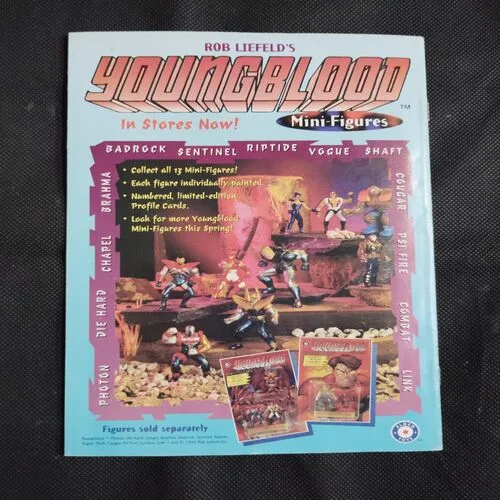 ROB LIEFELD'S
YOUNGBLOOD TM
In Stores Now! Mini-Figures
BADROCK SENTINEL RIPTIDE VOGUE SHAFT
• Collect all 13 Mini-Figures!
• Each figure individually painted.
• Numbered, limited-edition
Profile Cards.
• Look for more Youngblood
Mini-Figures this Spring!
BRAHMA
CHAPEL
DIE HARD
PHOTON
COUGAR
PSI FIRE
COMBAT
LINK
YOUNGBLOOD
YOUNGBLOOD
Figures sold separately